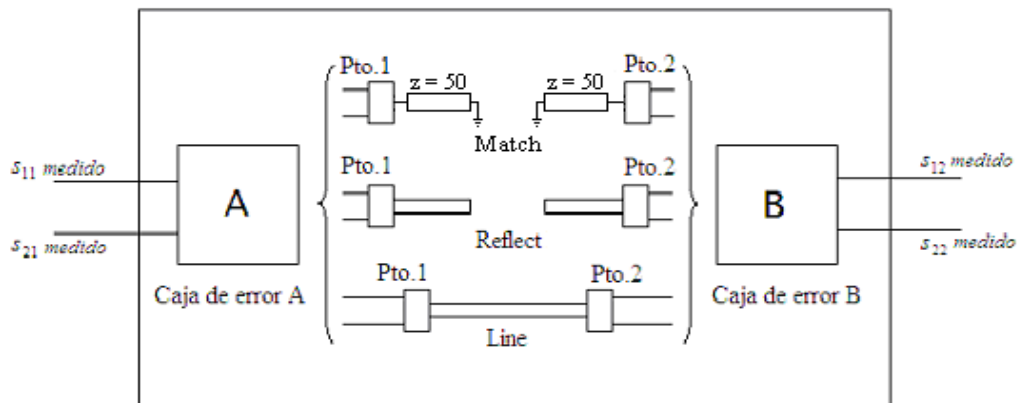 Pto.1
Pto.2
z = 50
z = 50
Match
s11 medido
s21 medido
A
Caja de error A
Pto.1
Pto.2
Reflect
Pto.1
Pto.2
Line
B
Caja de error B
s12 medido
s22 medido